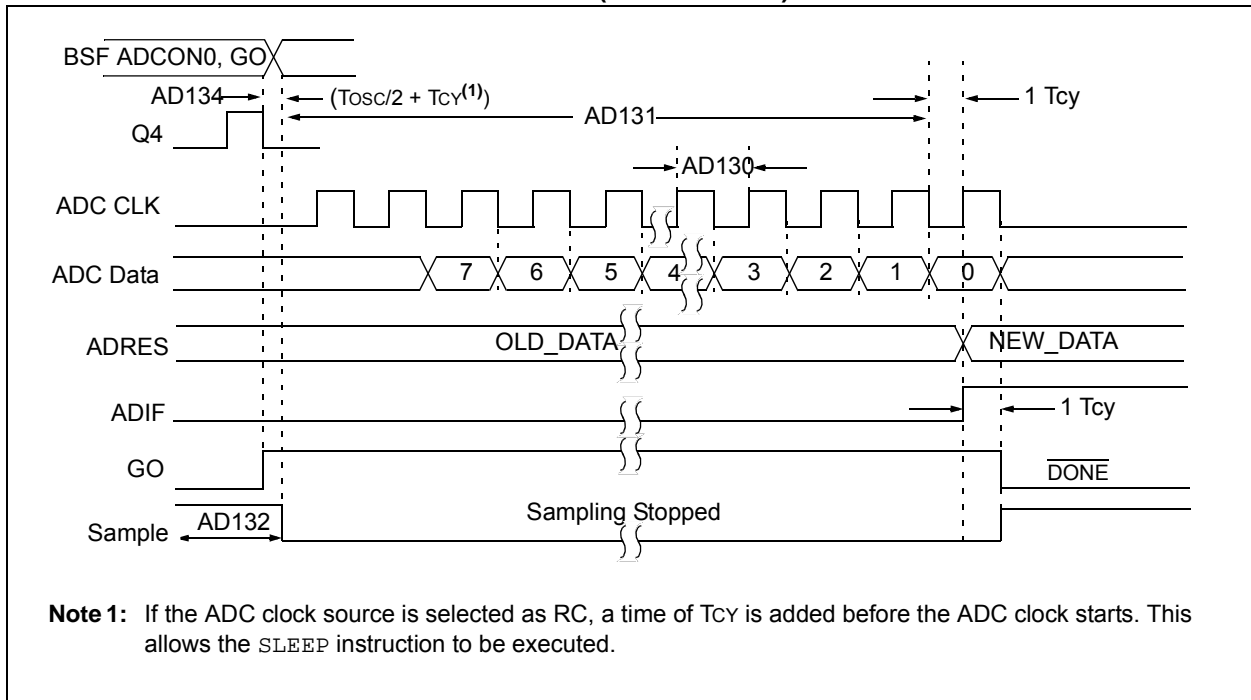 BSF ADCON0, GO
AD134
(TOSC/2 + TCY(1))
1 Tcy
AD131
Q4
AD130
ADC CLK
ADC Data
7 6 5 4 3 2 1 0
ADRES
OLD_DATA
NEW_DATA
ADIF
1 Tcy
GO
DONE
Sample
AD132
Sampling Stopped
Note 1: If the ADC clock source is selected as RC, a time of TCY is added before the ADC clock starts. This
allows the SLEEP instruction to be executed.